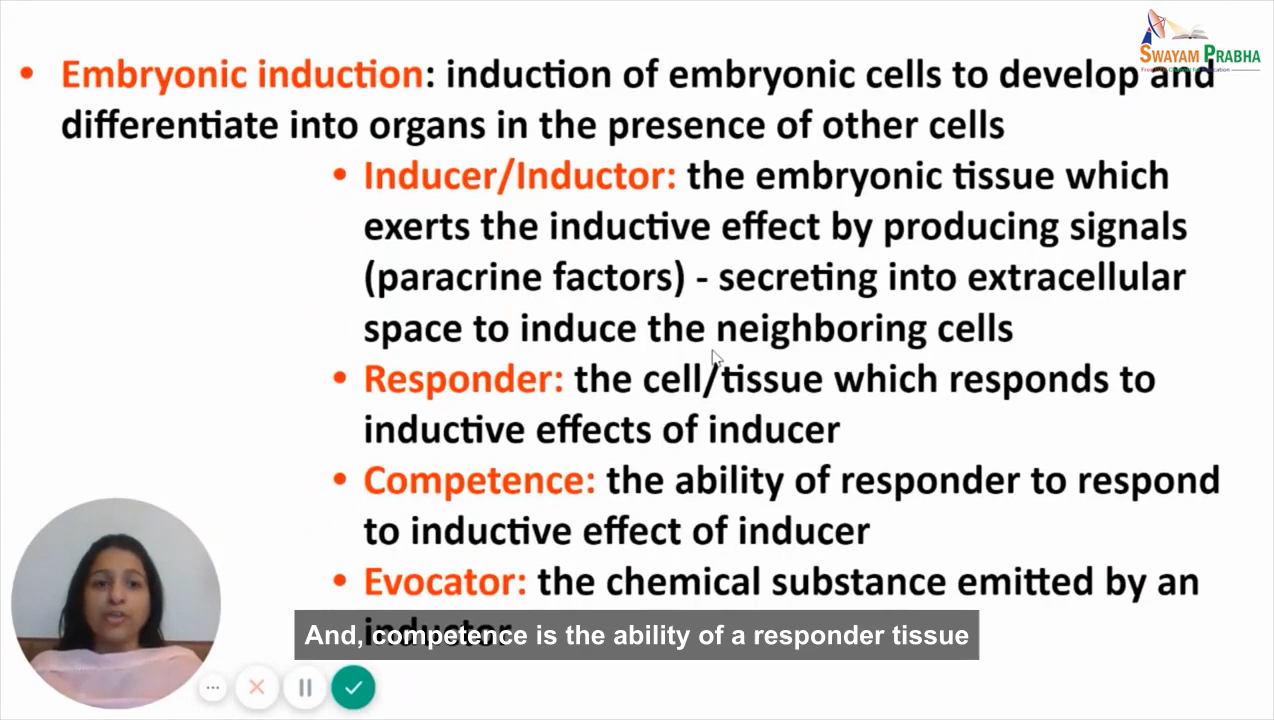 SWAYAM PRABHA
• Embryonic induction: induction of embryonic cells to develop and
differentiate into organs in the presence of other cells
• Inducer/Inductor: the embryonic tissue which
exerts the inductive effect by producing signals
(paracrine factors) - secreting into extracellular
space to induce the neighboring cells
• Responder: the cell/tissue which responds to
inductive effects of inducer
• Competence: the ability of responder to respond
to inductive effect of inducer
• Evocator: the chemical substance emitted by an
inductor
And, competence is the ability of a responder tissue